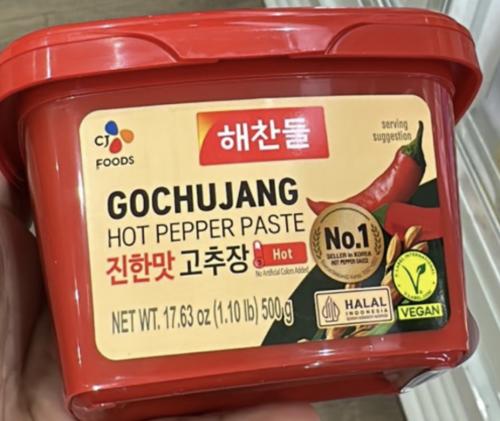 CJ
FOODS
해찬들
serving
suggestion
GOCHUJANG
HOT PEPPER PASTE
진한맛 고추장
Hot
No Artificial Colors Added
No.1
SELLER in KOREA
HOT PEPPER SAUCE
NET WT. 17.63 oz (1.10 lb) 500 g
HALAL
INDONESIA
V
VEGAN